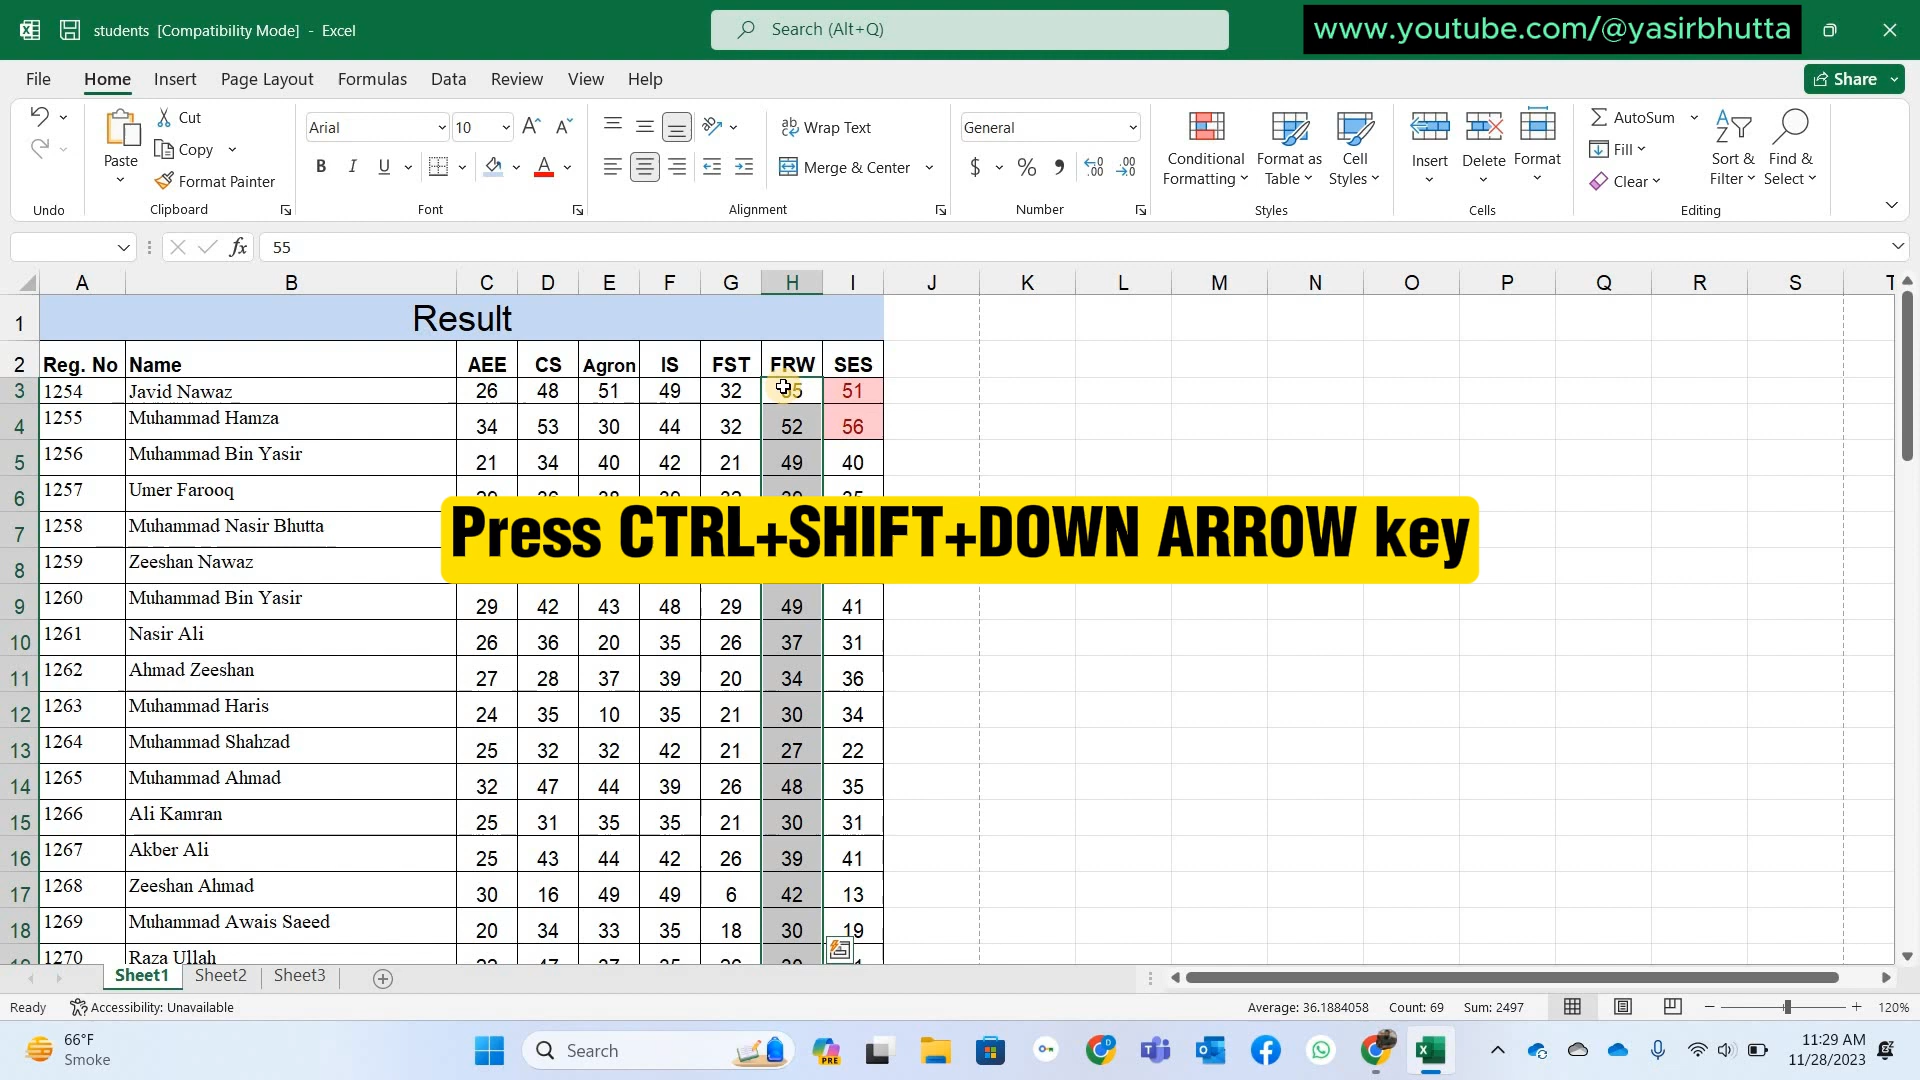 students [Compatibility Mode] - Excel
Search (Alt+Q)
www.youtube.com/@yasirbhutta
File Home Insert Page Layout Formulas Data Review View Help
Share
Paste
Cut
Copy
Format Painter
Arial 10
B I U
Wrap Text
Merge & Center
General
$ %
Conditional Formatting
Format as Table
Cell Styles
Insert Delete Format
AutoSum
Fill
Clear
Sort & Filter
Find & Select
Undo Clipboard Font Alignment Number Styles Cells Editing
fx 55
A B C D E F G H I J K L M N O P Q R S T
1 Result
2 Reg. No Name AEE CS Agron IS FST FRW SES
3 1254 Javid Nawaz 26 48 51 49 32 55 51
4 1255 Muhammad Hamza 34 53 30 44 32 52 56
5 1256 Muhammad Bin Yasir 21 34 40 42 21 49 40
6 1257 Umer Farooq
7 1258 Muhammad Nasir Bhutta
8 1259 Zeeshan Nawaz
Press CTRL+SHIFT+DOWN ARROW key
9 1260 Muhammad Bin Yasir 29 42 43 48 29 49 41
10 1261 Nasir Ali 26 36 20 35 26 37 31
11 1262 Ahmad Zeeshan 27 28 37 39 20 34 36
12 1263 Muhammad Haris 24 35 10 35 21 30 34
13 1264 Muhammad Shahzad 25 32 32 42 21 27 22
14 1265 Muhammad Ahmad 32 47 44 39 26 48 35
15 1266 Ali Kamran 25 31 35 35 21 30 31
16 1267 Akber Ali 25 43 44 42 26 39 41
17 1268 Zeeshan Ahmad 30 16 49 49 6 42 13
18 1269 Muhammad Awais Saeed 20 34 33 35 18 30 19
1270 Raza Ullah
Sheet1 Sheet2 Sheet3
Ready Accessibility: Unavailable Average: 36.1884058 Count: 69 Sum: 2497 120%
66°F
Smoke
Search
PRE
11:29 AM
11/28/2023